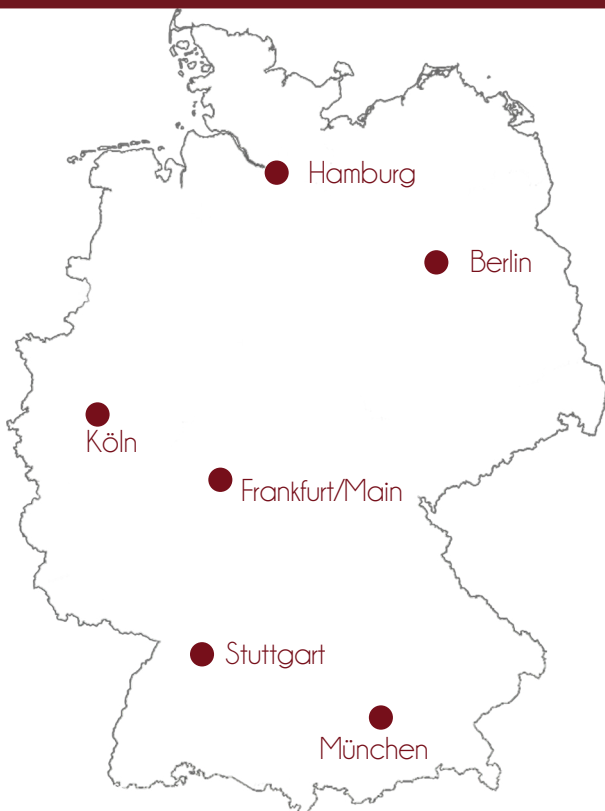 Hamburg
Berlin
Köln
Frankfurt/Main
Stuttgart
München